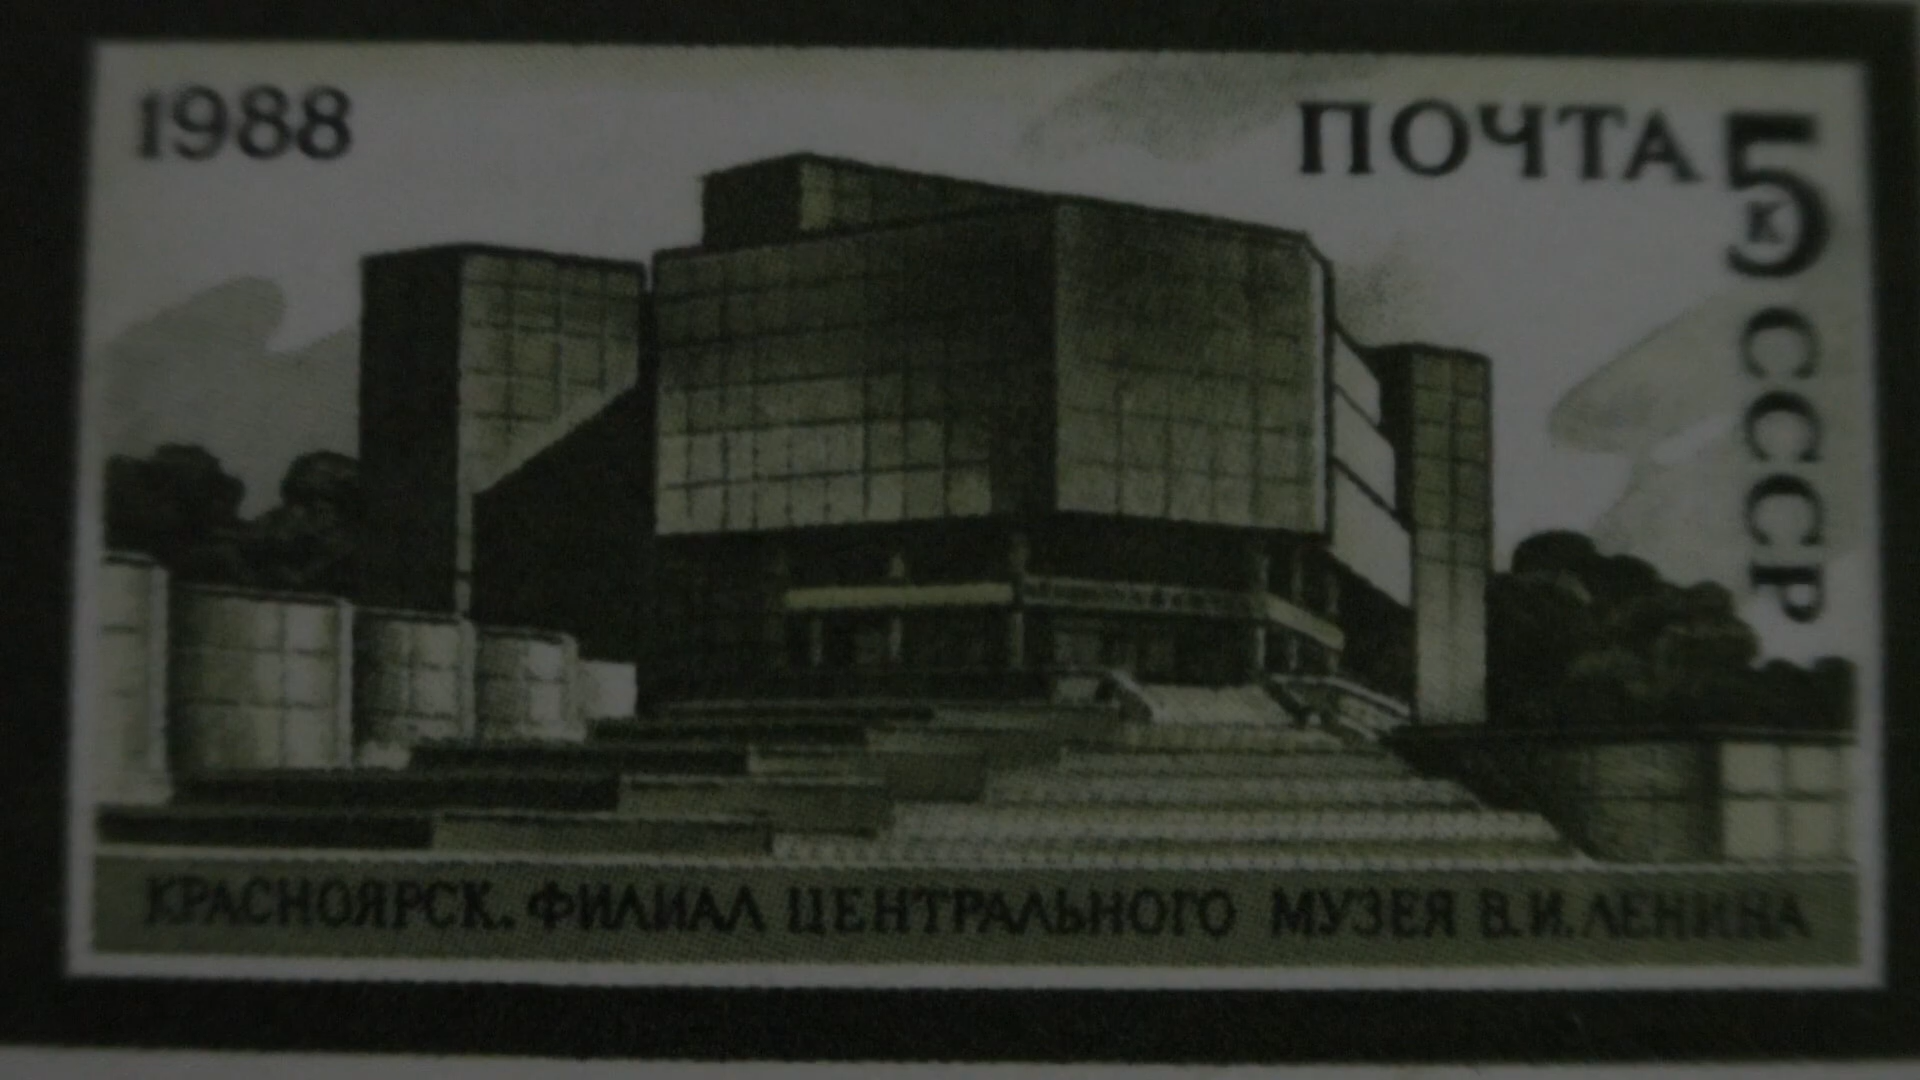 1988
ПОЧТА
5
к
СССР
КРАСНОЯРСК. ФИЛИАЛ ЦЕНТРАЛЬНОГО МУЗЕЯ В.И. ЛЕНИНА